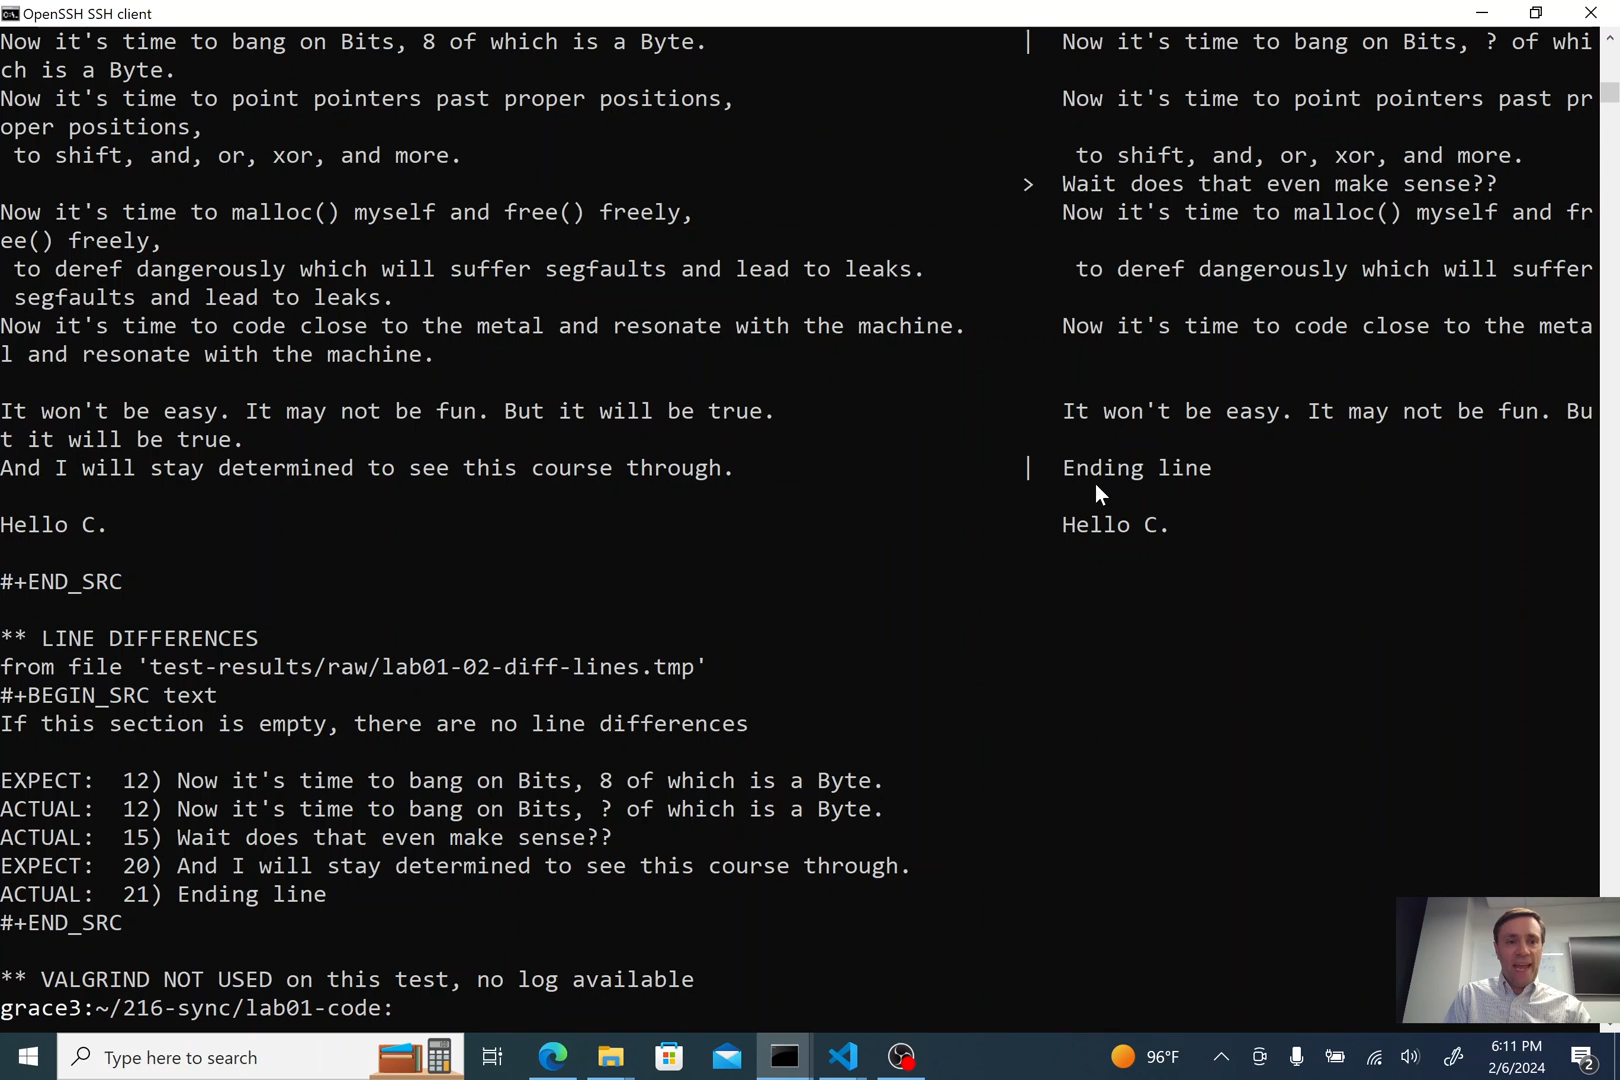 OpenSSH SSH client
Now it's time to bang on Bits, 8 of which is a Byte. | Now it's time to bang on Bits, ? of whi
ch is a Byte.
Now it's time to point pointers past proper positions, Now it's time to point pointers past pr
oper positions,
to shift, and, or, xor, and more. to shift, and, or, xor, and more.
> Wait does that even make sense??
Now it's time to malloc() myself and free() freely, Now it's time to malloc() myself and fr
ee() freely,
to deref dangerously which will suffer segfaults and lead to leaks. to deref dangerously which will suffer
segfaults and lead to leaks.
Now it's time to code close to the metal and resonate with the machine. Now it's time to code close to the meta
l and resonate with the machine.
It won't be easy. It may not be fun. But it will be true. It won't be easy. It may not be fun. Bu
t it will be true.
And I will stay determined to see this course through. | Ending line
Hello C. Hello C.
#+END_SRC
** LINE DIFFERENCES
from file 'test-results/raw/lab01-02-diff-lines.tmp'
#+BEGIN_SRC text
If this section is empty, there are no line differences
EXPECT: 12) Now it's time to bang on Bits, 8 of which is a Byte.
ACTUAL: 12) Now it's time to bang on Bits, ? of which is a Byte.
ACTUAL: 15) Wait does that even make sense??
EXPECT: 20) And I will stay determined to see this course through.
ACTUAL: 21) Ending line
#+END_SRC
** VALGRIND NOT USED on this test, no log available
grace3:~/216-sync/lab01-code:
Type here to search
96°F
6:11 PM
2/6/2024
2